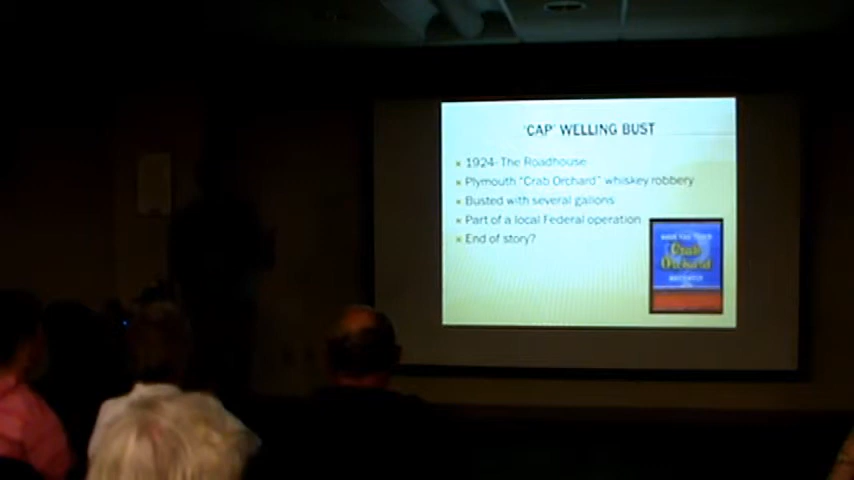 'CAP' WELLING BUST
1924- The Roadhouse
Plymouth "Crab Orchard" whiskey robbery
Busted with several gallons
Part of a local Federal operation
End of story?
Crab
Orchard